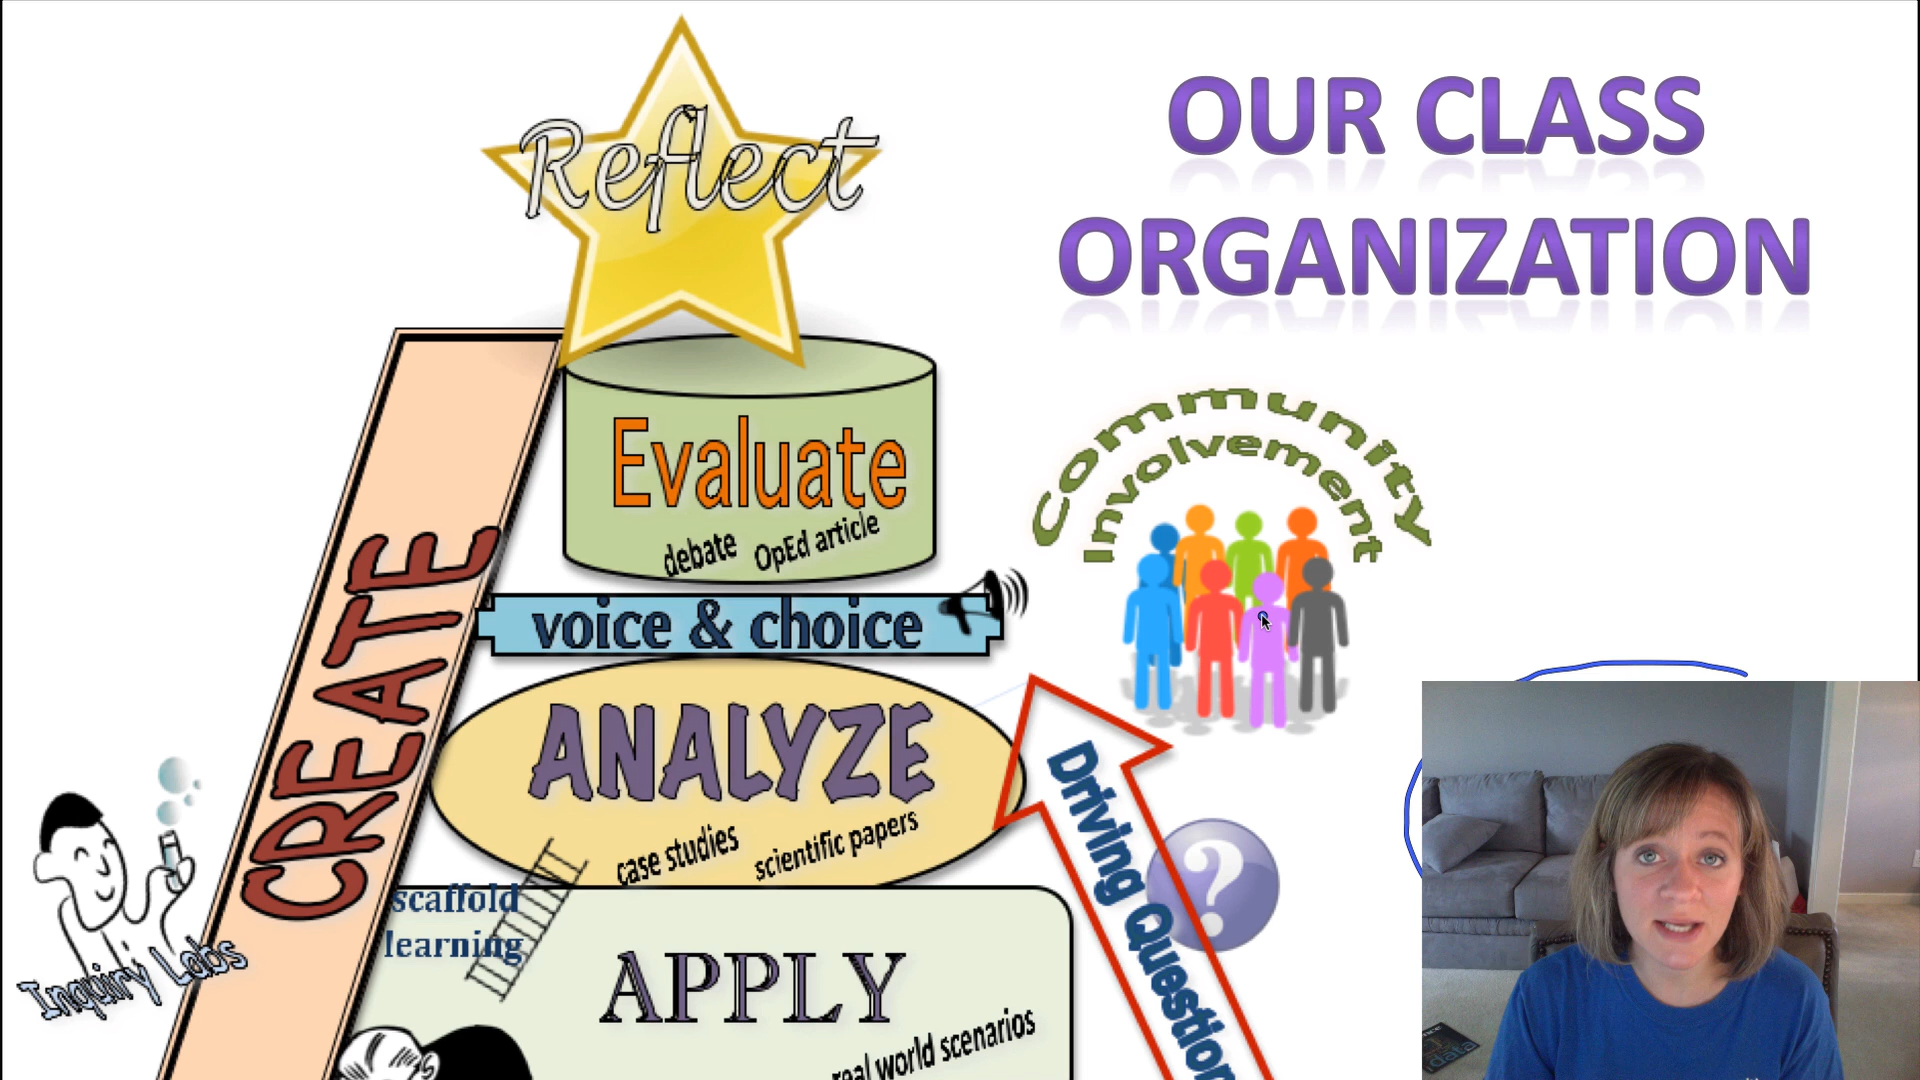 Reflect
OUR CLASS
ORGANIZATION
Evaluate
debate OpEd article
Community
Involvement
voice & choice
CREATE
ANALYZE
case studies scientific papers
Driving Question
scaffold
learning
Inquiry Labs
APPLY
real world scenarios
data